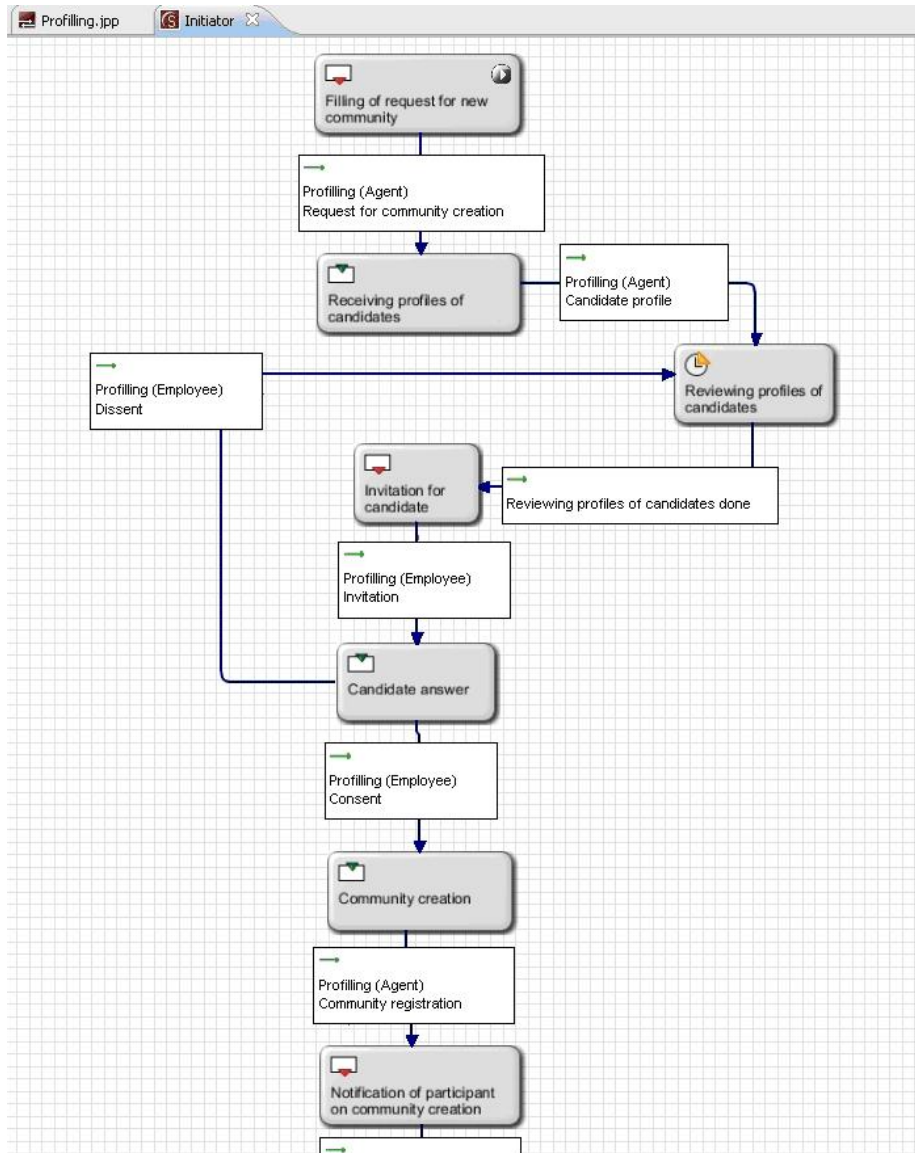 Profilling.jpp
Initiator
Filling of request for new
community
Profilling (Agent)
Request for community creation
Receiving profiles of
candidates
Profilling (Agent)
Candidate profile
Reviewing profiles of
candidates
Profilling (Employee)
Dissent
Invitation for
candidate
Reviewing profiles of candidates done
Profilling (Employee)
Invitation
Candidate answer
Profilling (Employee)
Consent
Community creation
Profilling (Agent)
Community registration
Notification of participant
on community creation